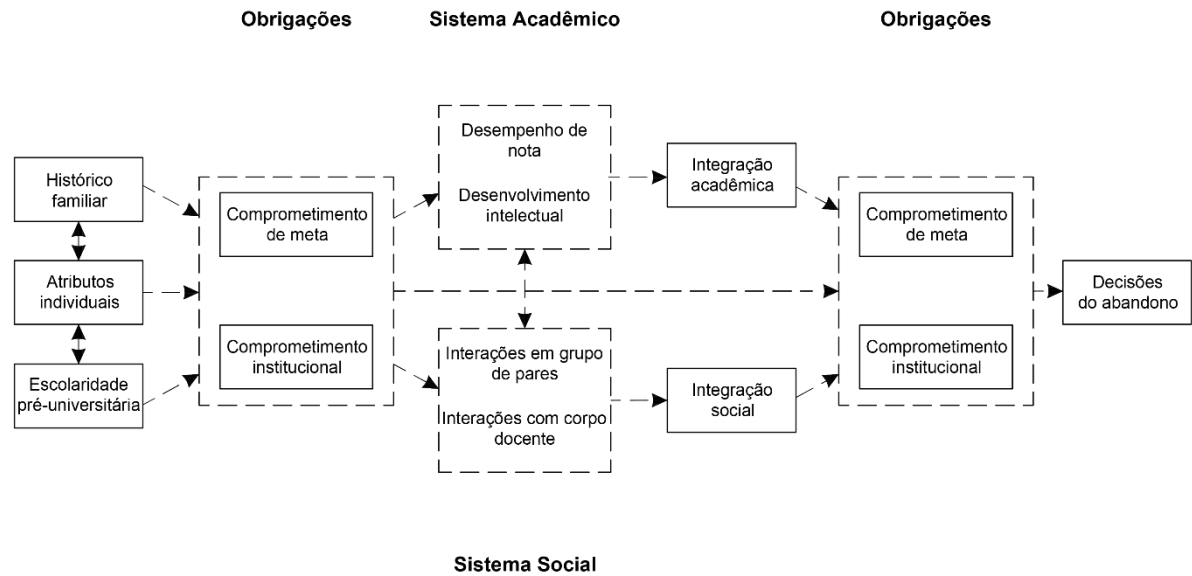 Obrigações
Sistema Acadêmico
Obrigações
Histórico
familiar
Atributos
individuais
Escolaridade
pré-universitária
Comprometimento
de meta
Comprometimento
institucional
Desempenho de
nota
Desenvolvimento
intelectual
Interações em grupo
de pares
Interações com corpo
docente
Integração
acadêmica
Integração
social
Comprometimento
de meta
Comprometimento
institucional
Decisões
do abandono
Sistema Social